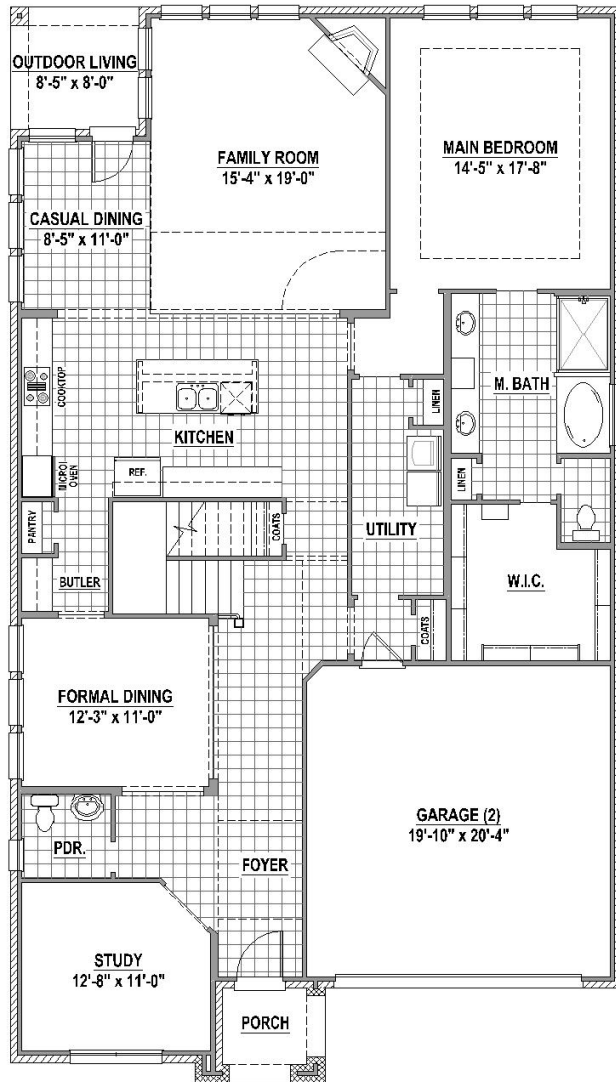 OUTDOOR LIVING
8'-5" x 8'-0"
FAMILY ROOM
15'-4" x 19'-0"
MAIN BEDROOM
14'-5" x 17'-8"
CASUAL DINING
8'-5" x 11'-0"
COOKTOP
KITCHEN
LINEN
M. BATH
MICRO/
OVEN
REF.
LINEN
PANTRY
COATS
UTILITY
BUTLER
W.I.C.
COATS
FORMAL DINING
12'-3" x 11'-0"
GARAGE (2)
19'-10" x 20'-4"
PDR.
FOYER
STUDY
12'-8" x 11'-0"
PORCH